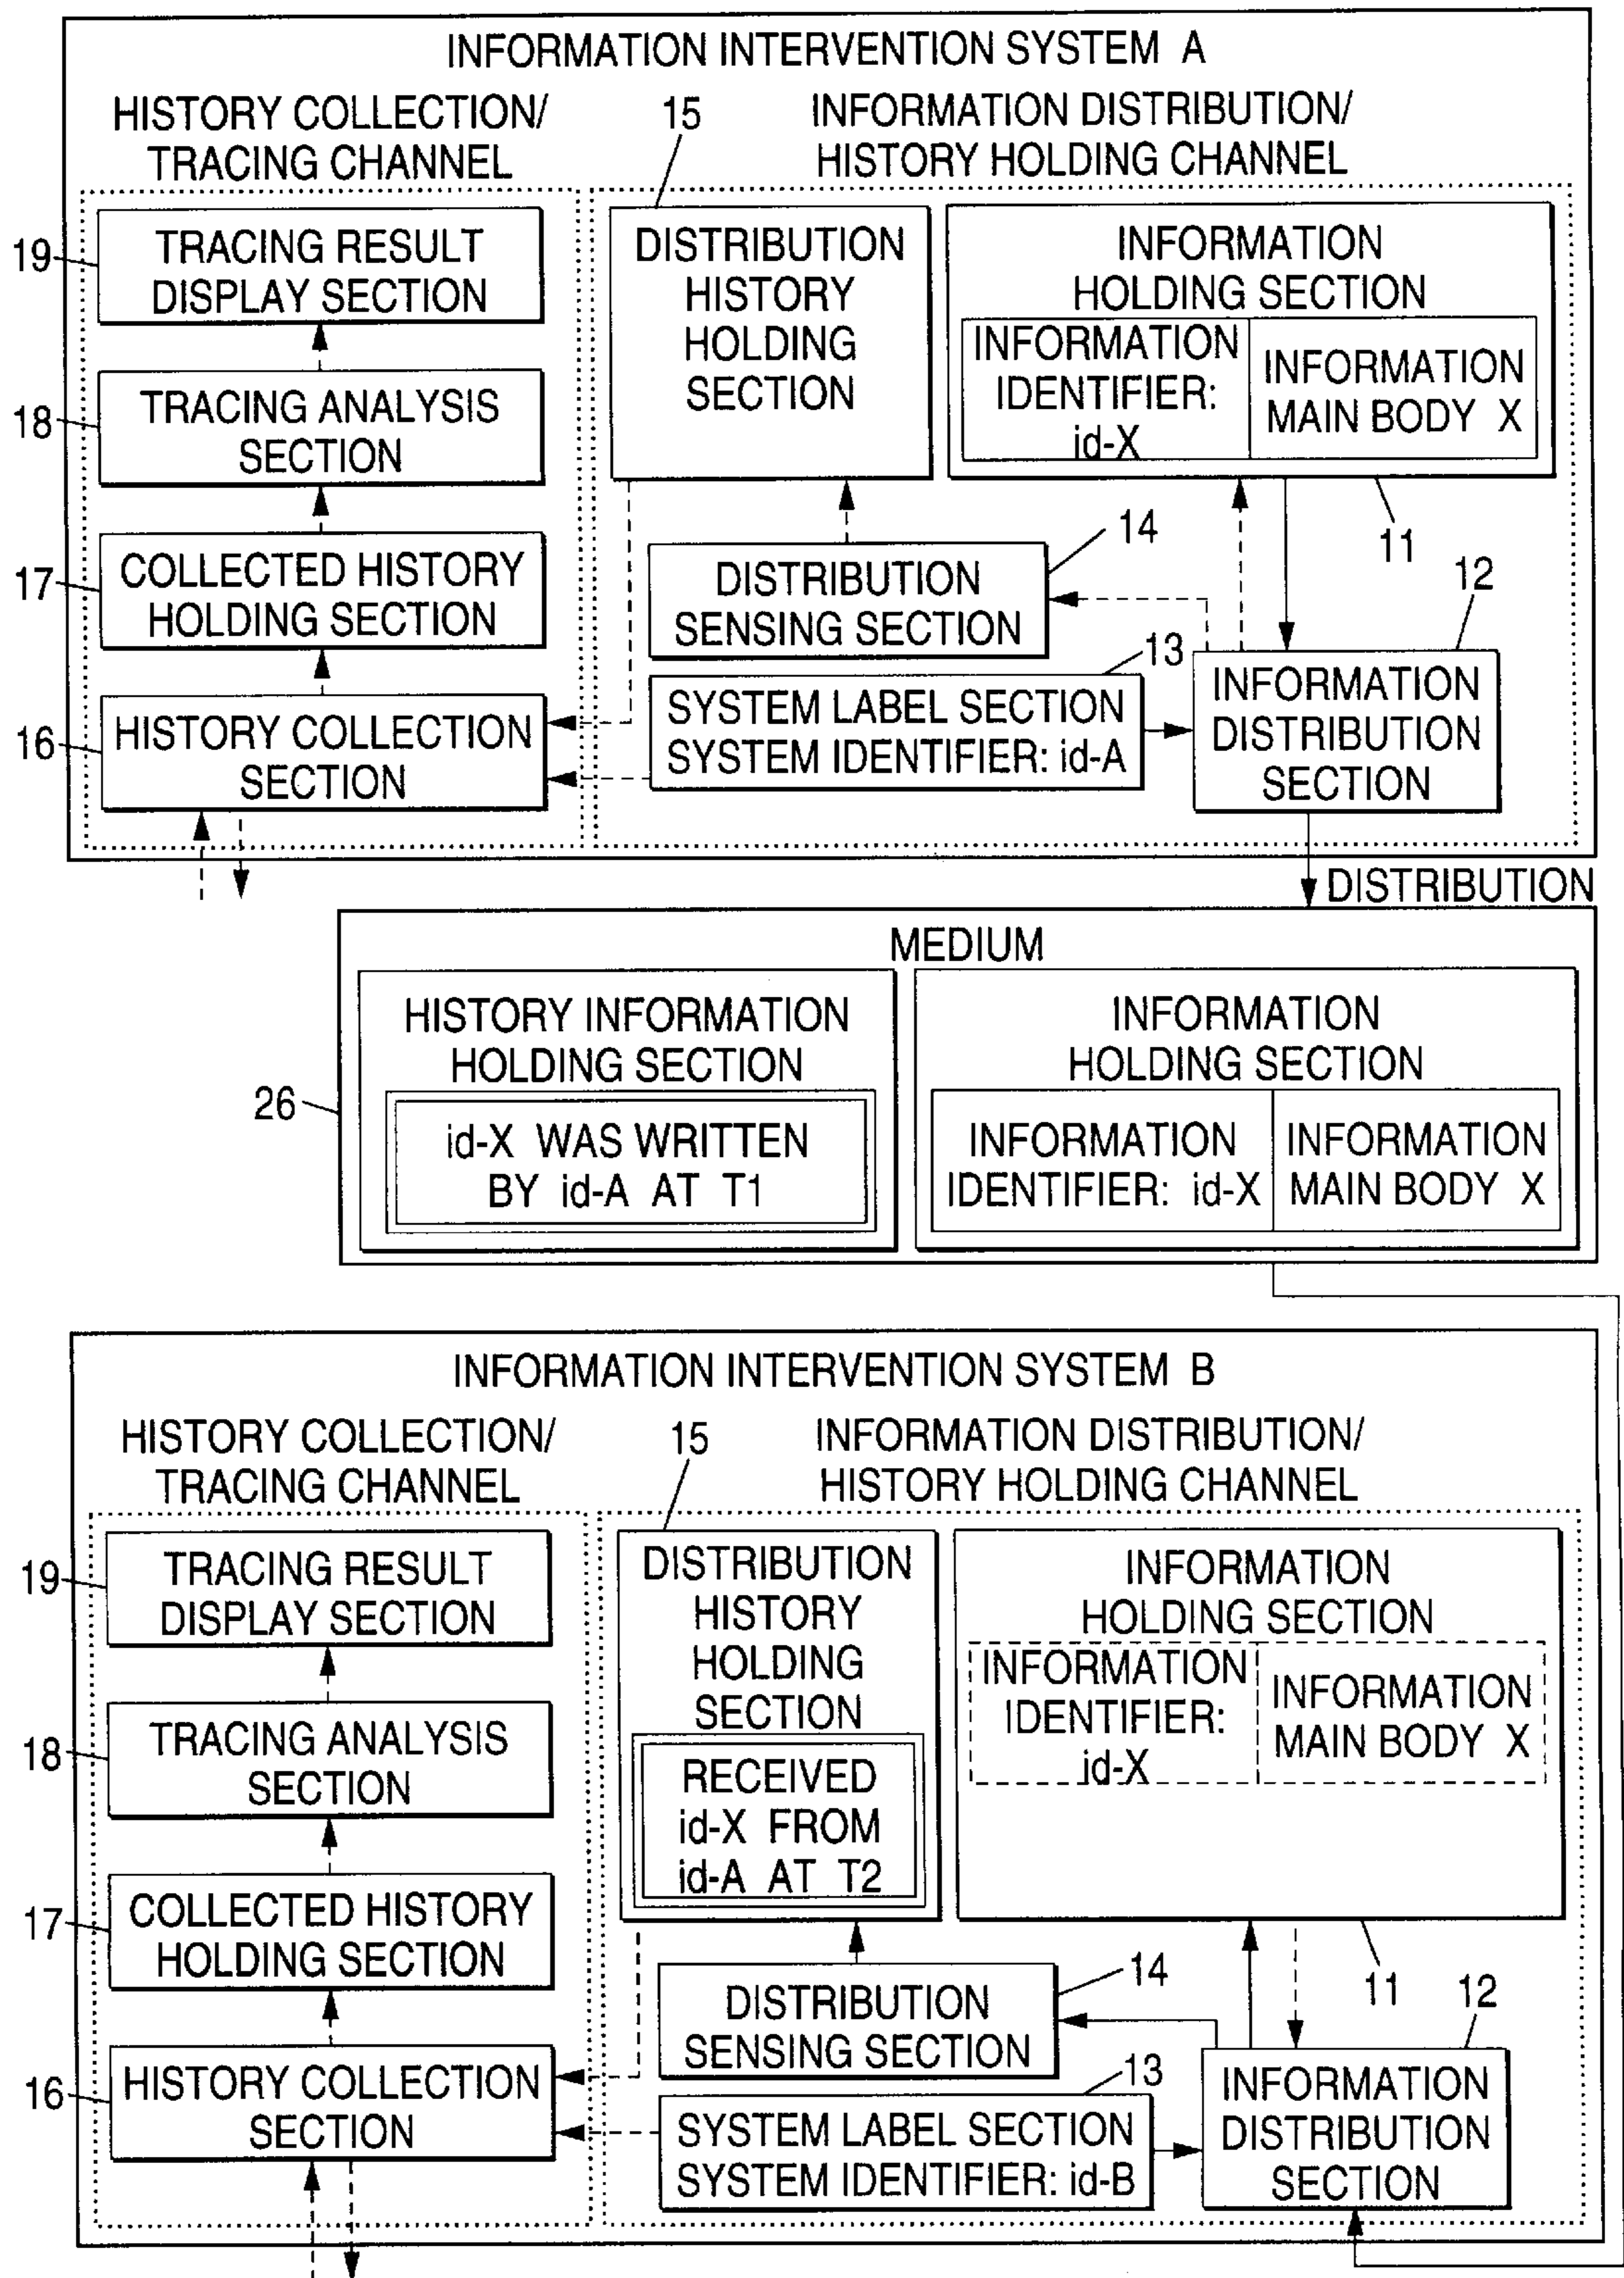 INFORMATION INTERVENTION SYSTEM A
HISTORY COLLECTION/
TRACING CHANNEL
15
INFORMATION DISTRIBUTION/
HISTORY HOLDING CHANNEL
19
TRACING RESULT
DISPLAY SECTION
DISTRIBUTION
HISTORY
HOLDING
SECTION
INFORMATION
HOLDING SECTION
INFORMATION
IDENTIFIER:
id-X
INFORMATION
MAIN BODY X
18
TRACING ANALYSIS
SECTION
11
14
12
17
COLLECTED HISTORY
HOLDING SECTION
DISTRIBUTION
SENSING SECTION
13
16
HISTORY COLLECTION
SECTION
SYSTEM LABEL SECTION
SYSTEM IDENTIFIER: id-A
INFORMATION
DISTRIBUTION
SECTION
DISTRIBUTION
MEDIUM
26
HISTORY INFORMATION
HOLDING SECTION
id-X WAS WRITTEN
BY id-A AT T1
INFORMATION
HOLDING SECTION
INFORMATION
IDENTIFIER: id-X
INFORMATION
MAIN BODY X
INFORMATION INTERVENTION SYSTEM B
HISTORY COLLECTION/
TRACING CHANNEL
15
INFORMATION DISTRIBUTION/
HISTORY HOLDING CHANNEL
19
TRACING RESULT
DISPLAY SECTION
DISTRIBUTION
HISTORY
HOLDING
SECTION
RECEIVED
id-X FROM
id-A AT T2
INFORMATION
HOLDING SECTION
INFORMATION
IDENTIFIER:
id-X
INFORMATION
MAIN BODY X
18
TRACING ANALYSIS
SECTION
17
COLLECTED HISTORY
HOLDING SECTION
14
11
12
DISTRIBUTION
SENSING SECTION
13
16
HISTORY COLLECTION
SECTION
SYSTEM LABEL SECTION
SYSTEM IDENTIFIER: id-B
INFORMATION
DISTRIBUTION
SECTION